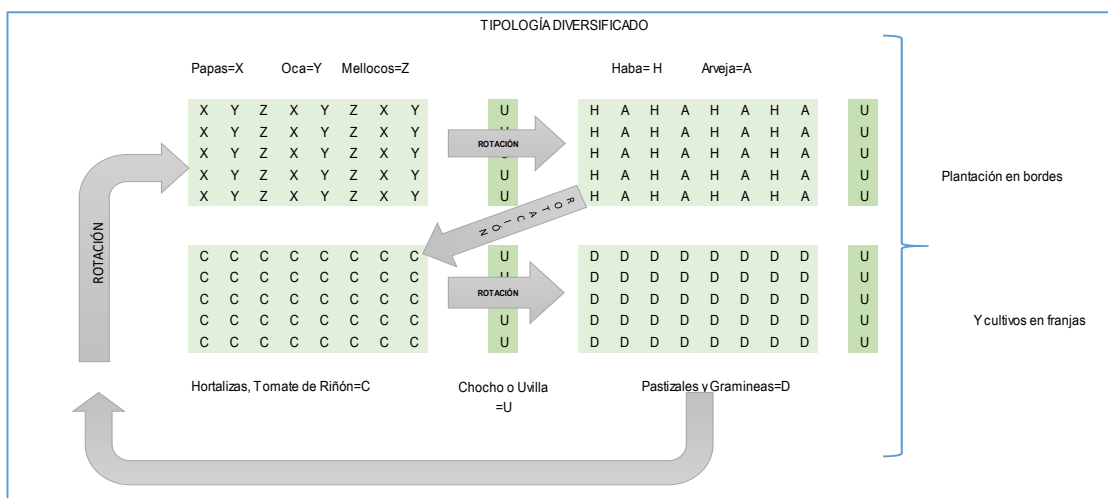 TIPOLOGÍA DIVERSIFICADO
Papas=X Oca=Y Mellocos=Z Haba= H Arveja=A
X Y Z X Y Z X Y U H A H A H A H A U
X Y Z X Y Z X Y H A H A H A H A U
ROTACIÓN
X Y Z X Y Z X Y H A H A H A H A U
X Y Z X Y Z X Y U H A H A H A H A U
X Y Z X Y Z X Y U H A H A H A H A U
Plantación en bordes
ROTACIÓN
ROTACIÓN
C C C C C C C C U D D D D D D D D U
C C C C C C C C D D D D D D D D U
ROTACIÓN
C C C C C C C C D D D D D D D D U
C C C C C C C C U D D D D D D D D U
C C C C C C C C U D D D D D D D D U
Y cultivos en franjas
Hortalizas, Tomate de Riñón=C Chocho o Uvilla Pastizales y Gramineas=D
=U